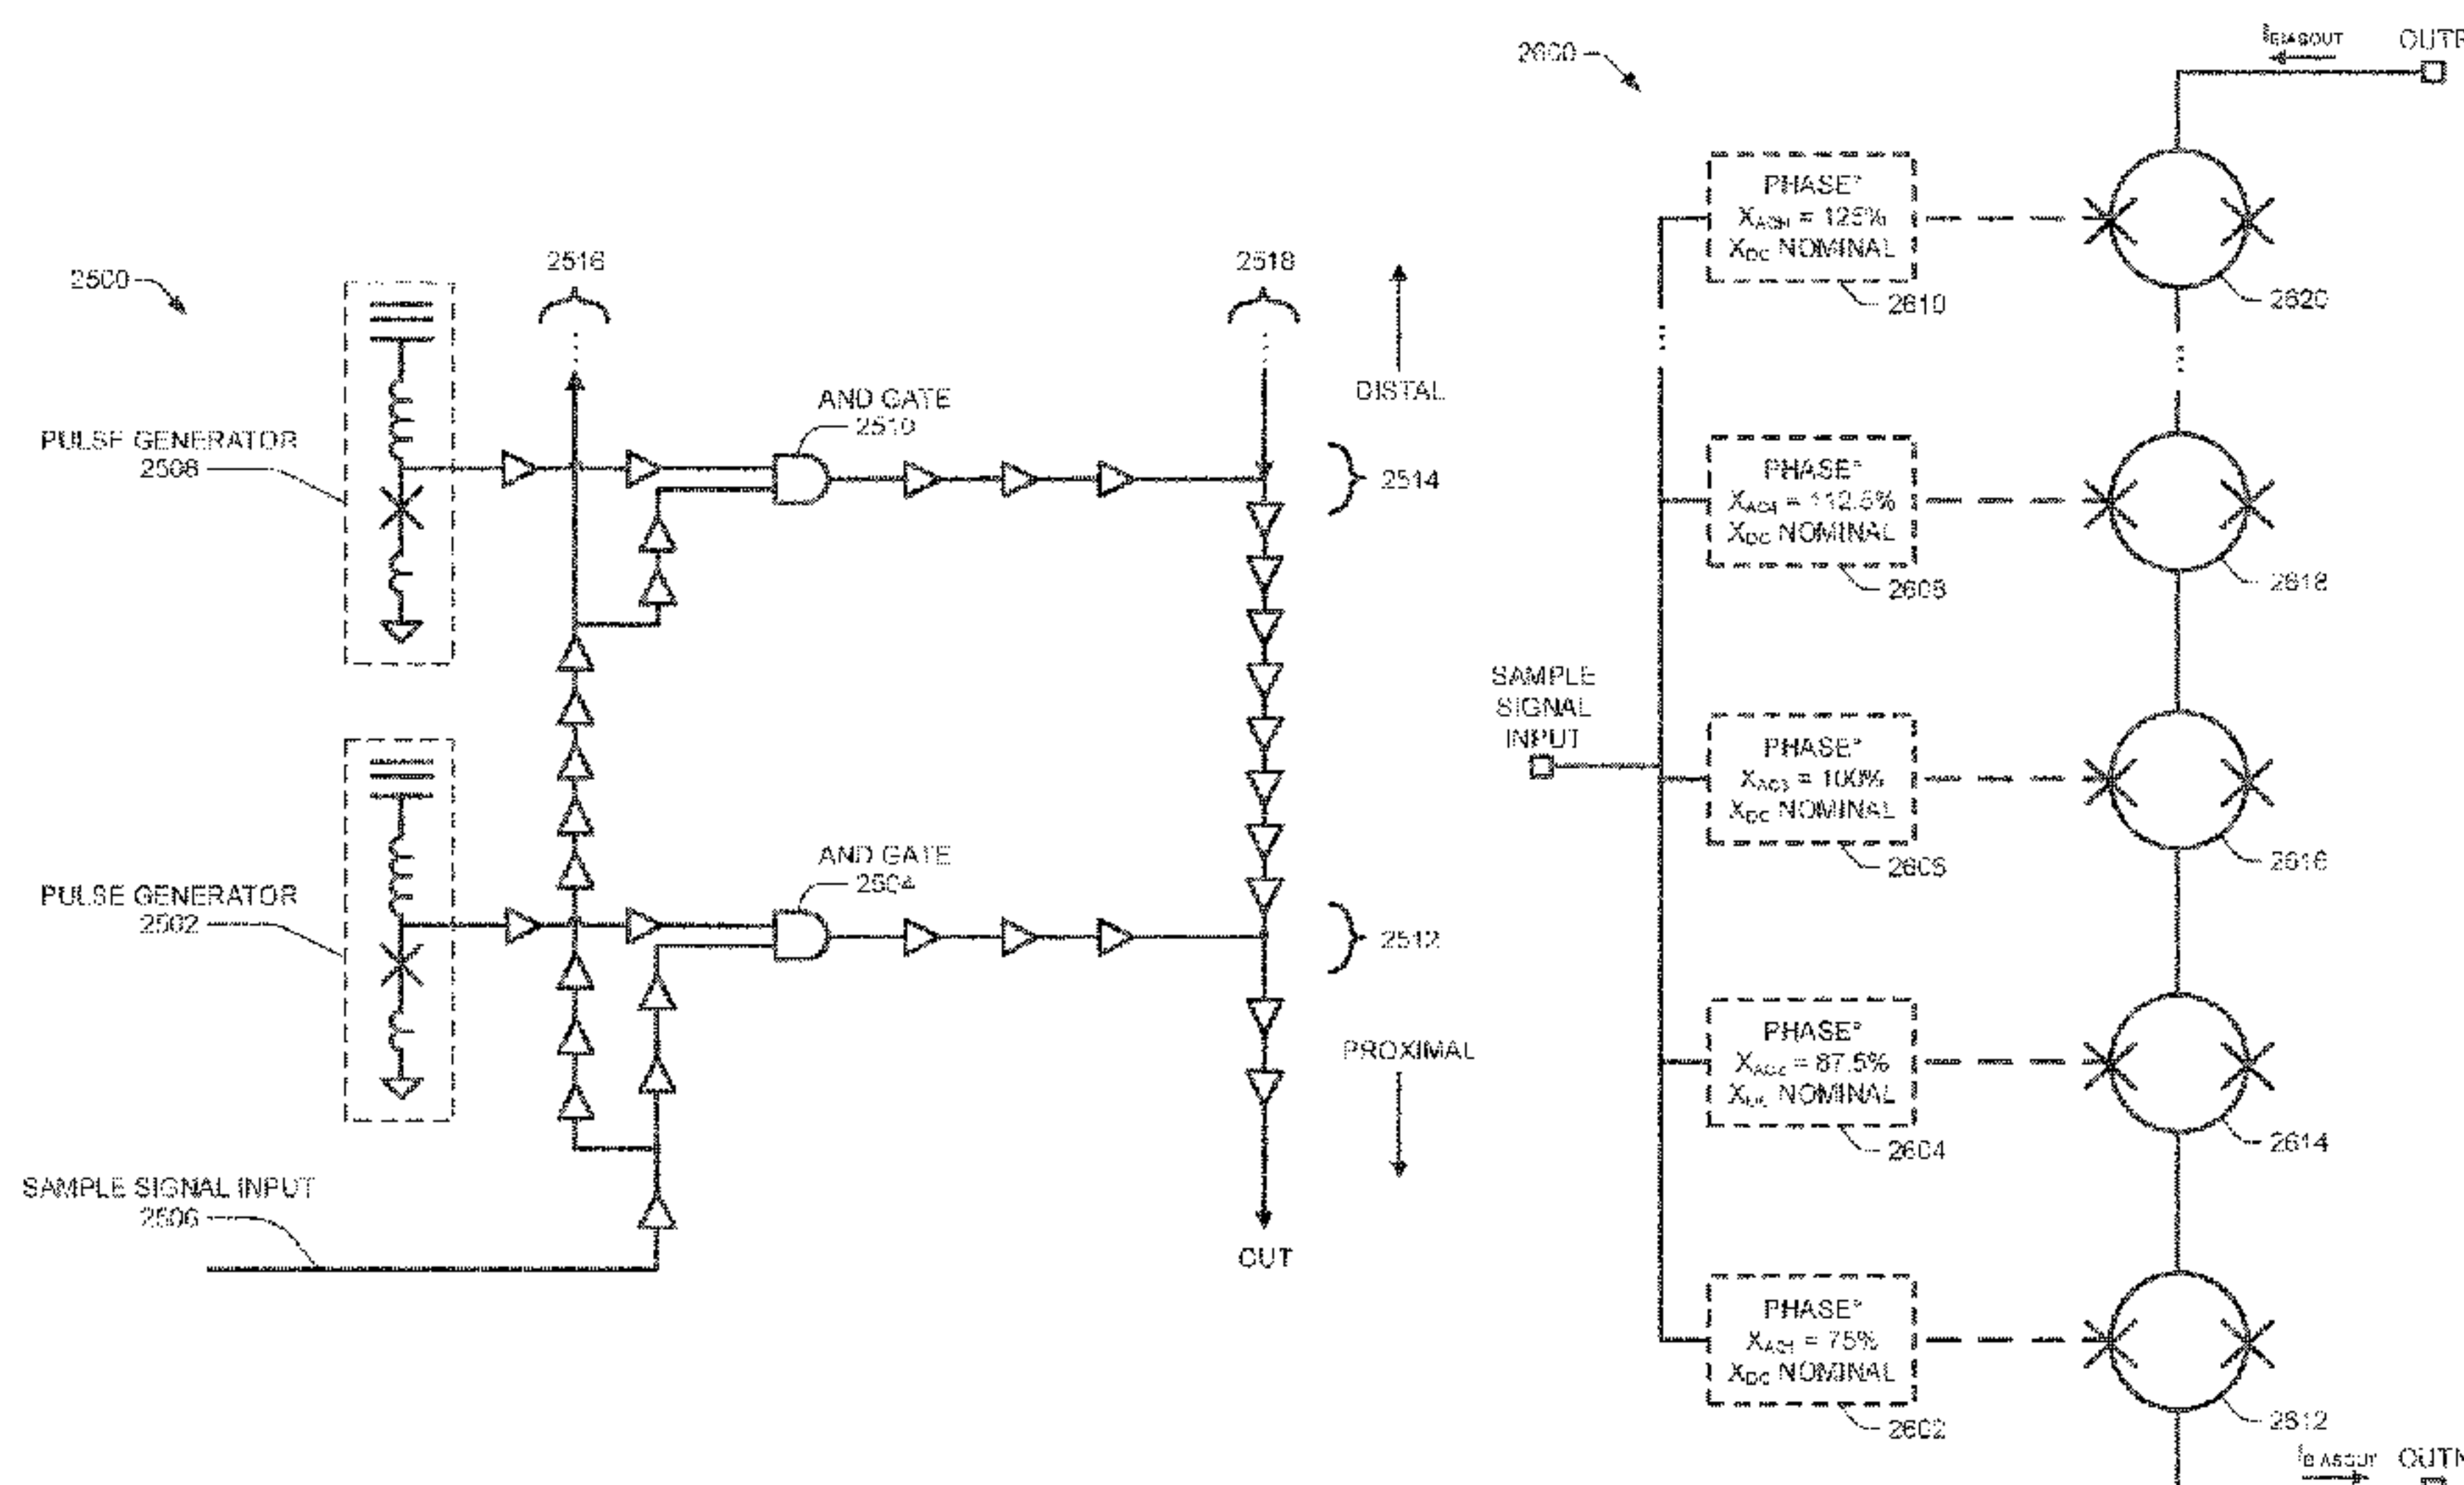 2500
2516
2518
DISTAL
AND GATE
2510
PULSE GENERATOR
2508
2514
AND GATE
2504
PULSE GENERATOR
2502
2512
PROXIMAL
SAMPLE SIGNAL INPUT
2506
OUT
2600
IBIASOUT
PHASE*
= 125%
XDC NOMINAL
2610
2620
PHASE*
XAC4 = 112.5%
XDC NOMINAL
2608
2618
SAMPLE
SIGNAL
INPUT
PHASE*
XAC3 = 100%
XDC NOMINAL
2606
2616
PHASE*
XAC2 = 87.5%
XDC NOMINAL
2604
2614
PHASE*
XAC1 = 75%
XDC NOMINAL
2602
2612
IBIASOUT